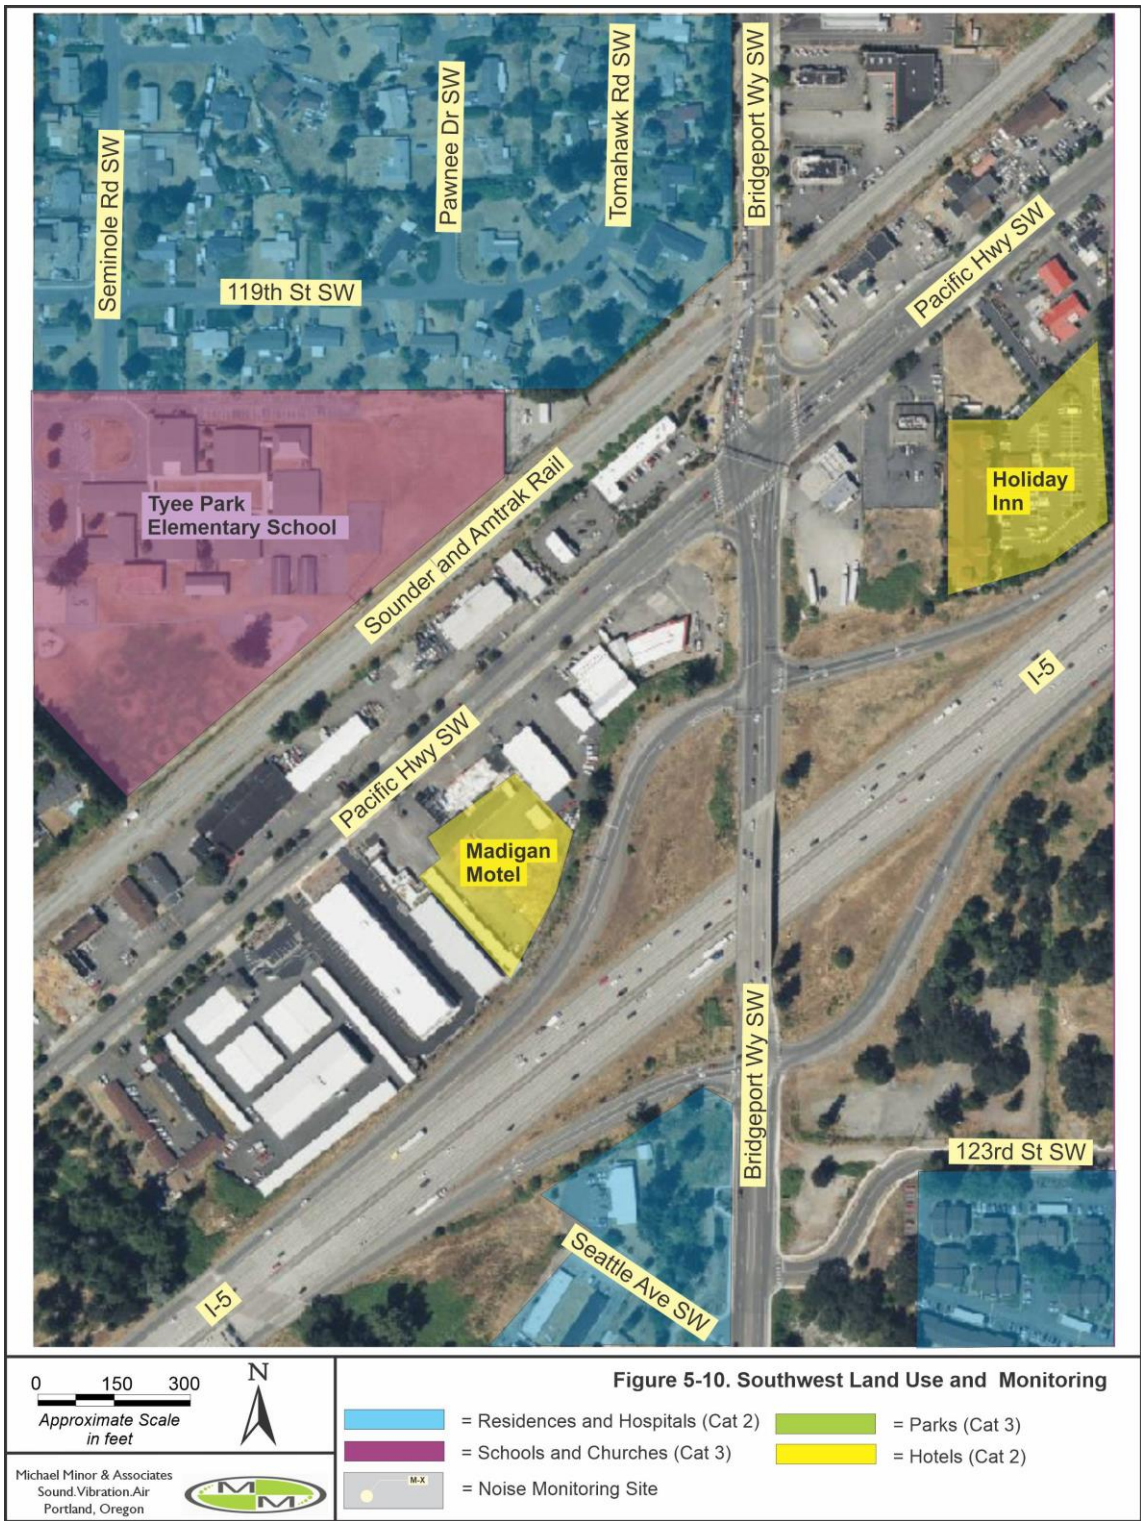 Seminole Rd SW
Pawnee Dr SW
Tomahawk Rd SW
Bridgeport Wy SW
Pacific Hwy SW
119th St SW
Tyee Park
Elementary School
Holiday
Inn
Sounder and Amtrak Rail
I-5
Pacific Hwy SW
Madigan
Motel
Bridgeport Wy SW
123rd St SW
Seattle Ave SW
I-5
0 150 300
Approximate Scale
in feet
N
Michael Minor & Associates
Sound.Vibration.Air
Portland, Oregon
M M
Figure 5-10. Southwest Land Use and Monitoring
= Residences and Hospitals (Cat 2)
= Schools and Churches (Cat 3)
M-X
= Noise Monitoring Site
= Parks (Cat 3)
= Hotels (Cat 2)